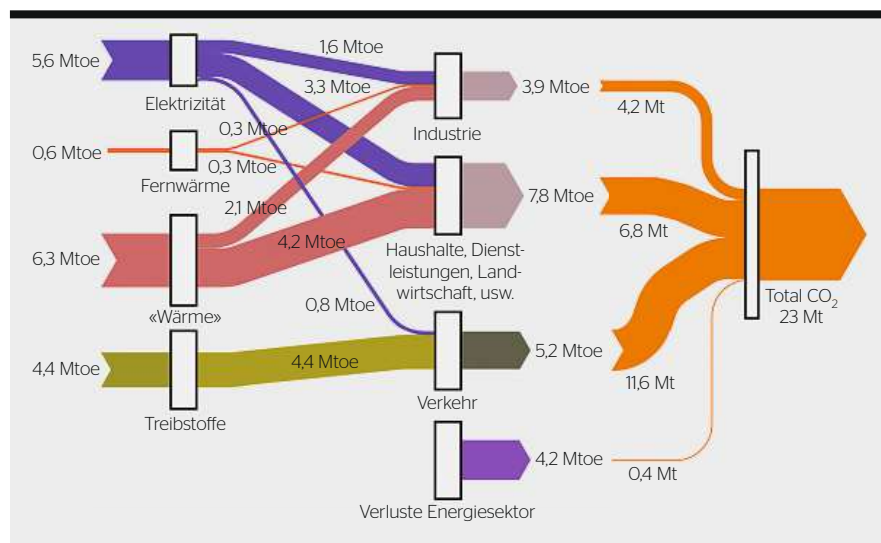 5,6 Mtoe
Elektrizität
0,6 Mtoe
Fernwärme
6,3 Mtoe
«Wärme»
4,4 Mtoe
Treibstoffe
1,6 Mtoe
3,3 Mtoe
0,3 Mtoe
0,3 Mtoe
2,1 Mtoe
4,2 Mtoe
0,8 Mtoe
4,4 Mtoe
Industrie
Haushalte, Dienst-
leistungen, Land-
wirtschaft, usw.
Verkehr
Verluste Energiesektor
3,9 Mtoe
7,8 Mtoe
5,2 Mtoe
4,2 Mtoe
4,2 Mt
6,8 Mt
11,6 Mt
0,4 Mt
Total CO₂
23 Mt